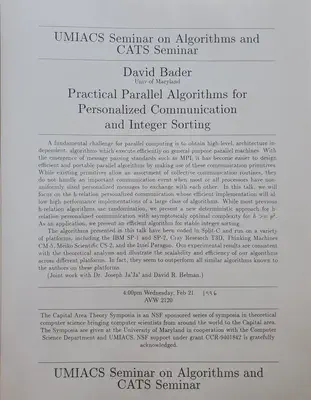 UMIACS Seminar on Algorithms and
CATS Seminar
David Bader
Univ of Maryland
Practical Parallel Algorithms for
Personalized Communication
and Integer Sorting
A fundamental challenge for parallel computing is to obtain high-level, architecture in-
dependent, algorithms which execute efficiently on general-purpose parallel machines. With
the emergence of message passing standards such as MPI, it has become easier to design
efficient and portable parallel algorithms by making use of these communication primitives.
While existing primitives allow an assortment of collective communication routines, they
do not handle an important communication event when most or all processors have non-
uniformly sized personalized messages to exchange with each other. In this talk, we will
focus on the h-relation personalized communication whose efficient implementation will al-
low high performance implementations of a large class of algorithms. While most previous
h-relation algorithms use randomization, we present a new deterministic approach for h-
relation personalized communication with asymptotically optimal complexity for h
As an application, we present an efficient algorithm for stable integer sorting.
The algorithms presented in this talk have been coded in Split-C and run on a variety
of platforms, including the IBM SP-1 and SP-2, Cray Research T3D, Thinking Machines
CM-5, Meiko Scientific CS-2, and the Intel Paragon. Our experimental results are consistent
with the theoretical analysis and illustrate the scalability and efficiency of our algorithms
across different platforms. In fact, they seem to outperform all similar algorithms known to
the authors on these platforms.
(Joint work with Dr. Joseph Ja'Ja' and David R. Helman.)
4:00pm Wednesday, Feb 21 1996
AVW 2120
The Capital Area Theory Symposia is an NSF sponsored series of symposia in theoretical
computer science bringing computer scientists from around the world to the Capital area.
The Symposia are given at the University of Maryland in cooperation with the Computer
Science Department and UMIACS. NSF support under grant is gratefully
acknowledged.
UMIACS Seminar on Algorithms and
CATS Seminar